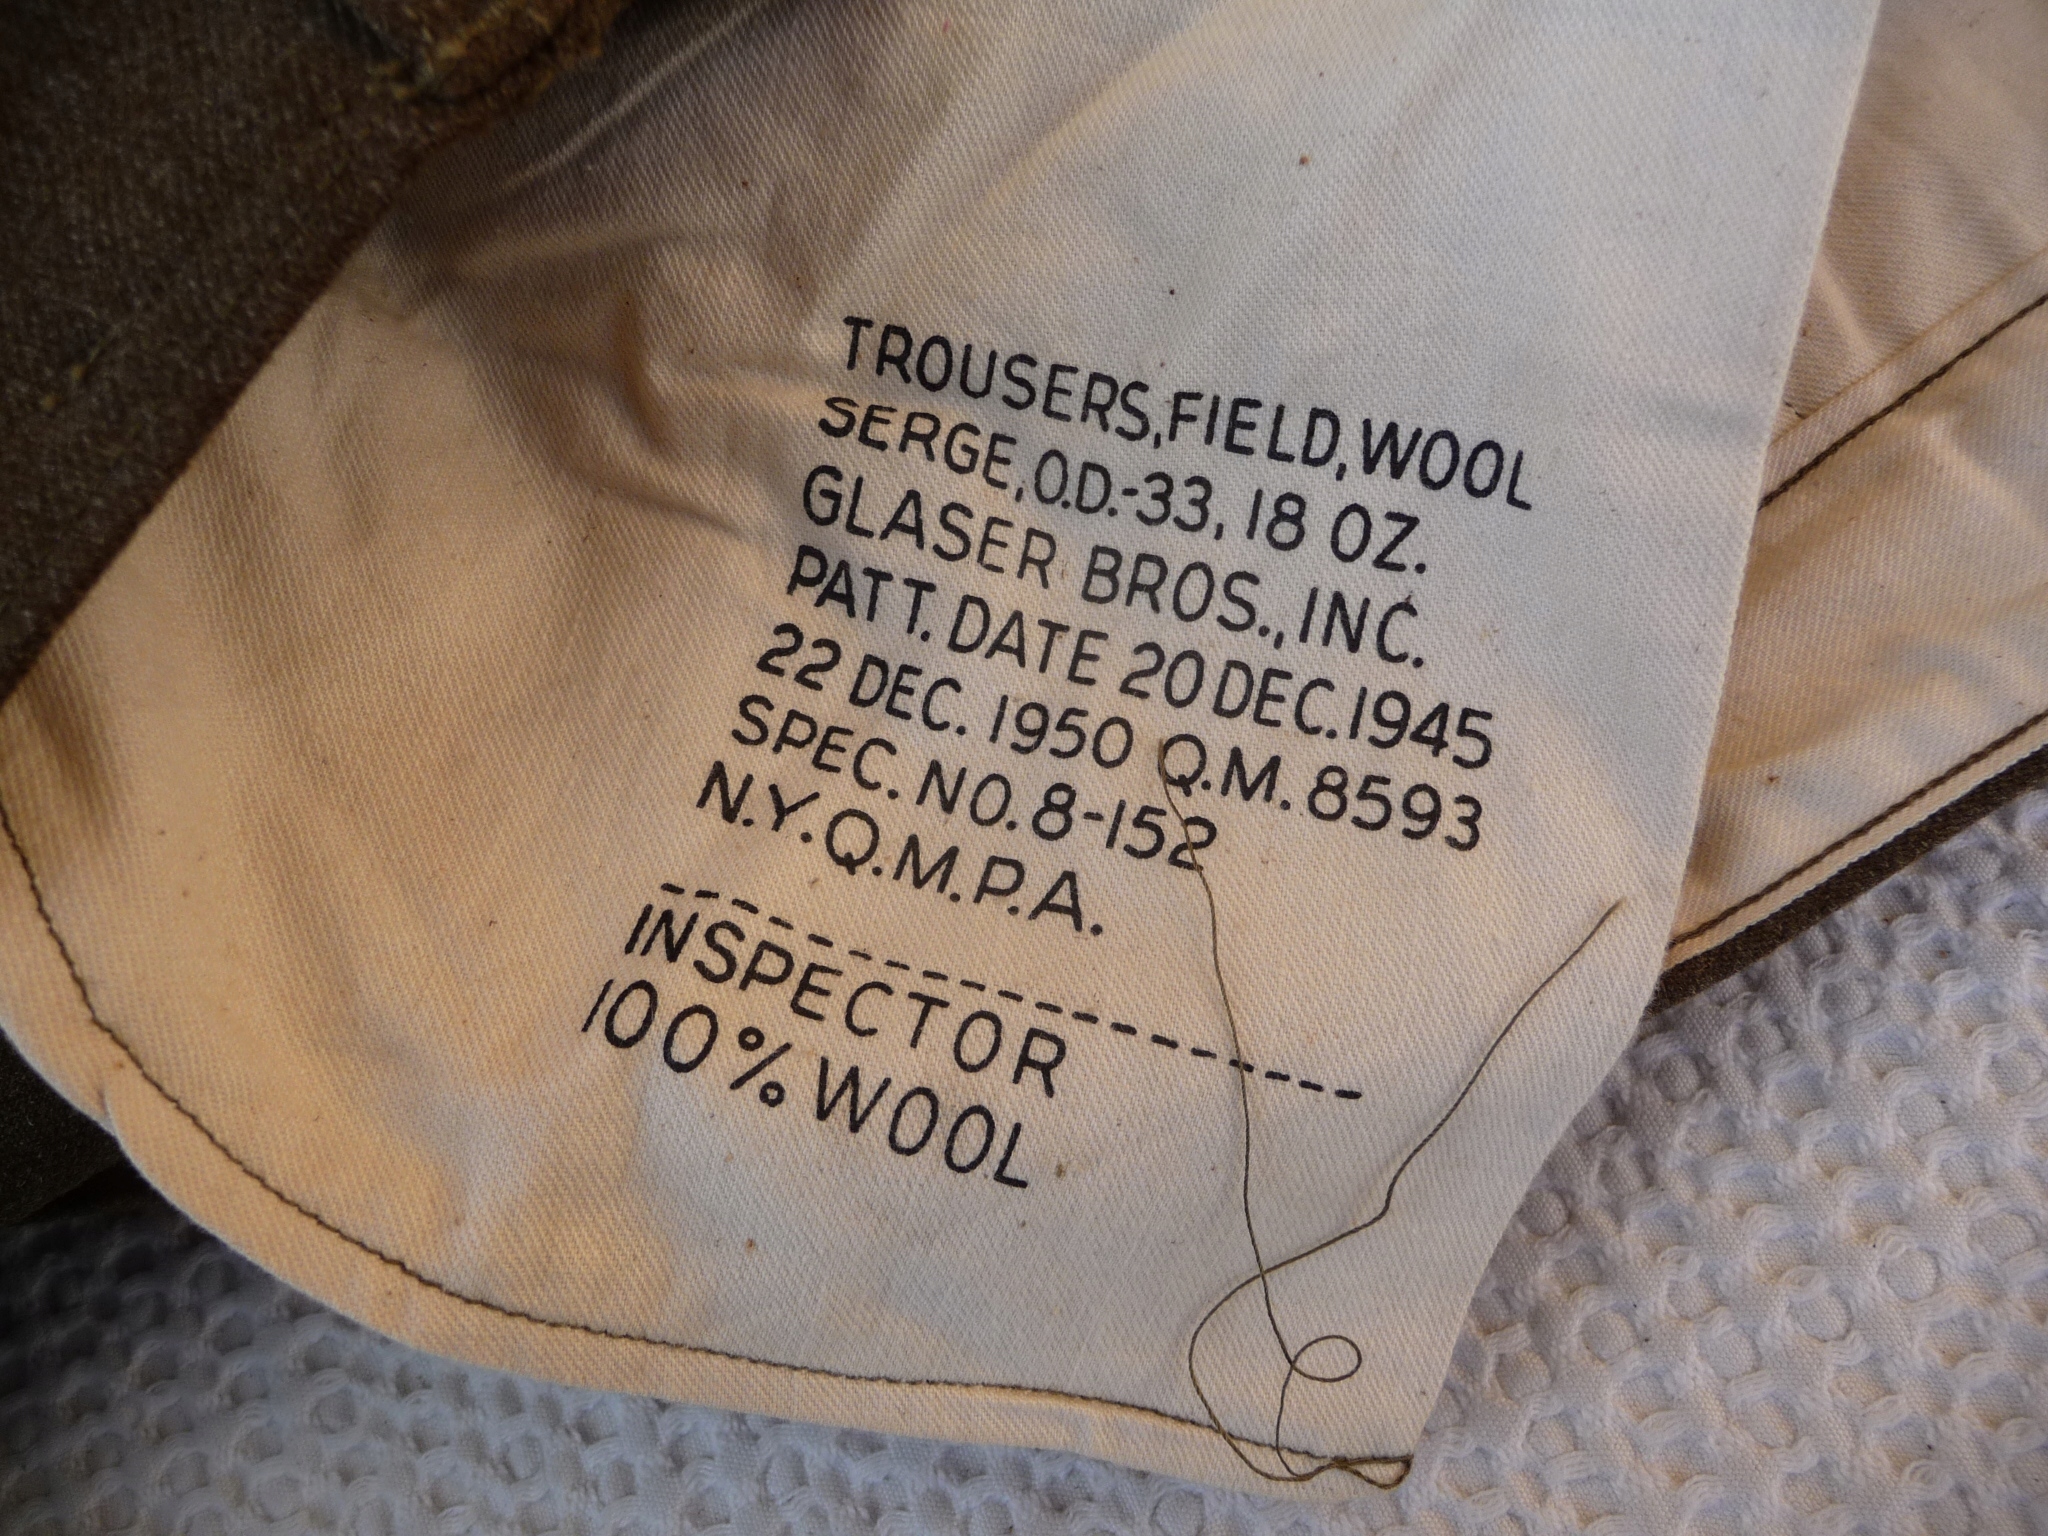 TROUSERS,FIELD,WOOL
SERGE,O.D.-33, 18 OZ.
GLASER BROS., INC.
PATT. DATE 20 DEC. 1945
22 DEC. 1950 Q.M. 8593
SPEC. NO. 8-152
N.Y.Q.M.P.A.
INSPECTOR
100% WOOL